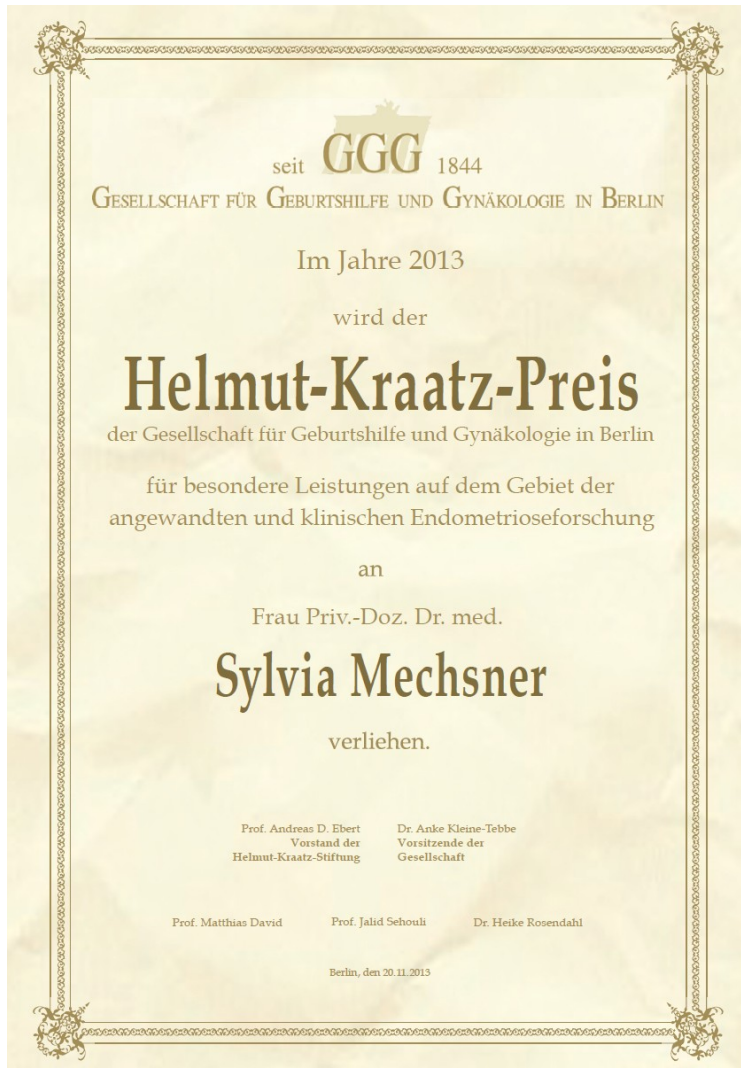 seit GGG 1844
GESELLSCHAFT FÜR GEBURTSHILFE UND GYNÄKOLOGIE IN BERLIN
Im Jahre 2013
wird der
Helmut-Kraatz-Preis
der Gesellschaft für Geburtshilfe und Gynäkologie in Berlin
für besondere Leistungen auf dem Gebiet der
angewandten und klinischen Endometrioseforschung
an
Frau Priv.-Doz. Dr. med.
Sylvia Mechsner
verliehen.
Prof. Andreas D. Ebert
Vorstand der
Helmut-Kraatz-Stiftung
Dr. Anke Kleine-Tebbe
Vorsitzende der
Gesellschaft
Prof. Matthias David
Prof. Jalid Sehouli
Dr. Heike Rosendahl
Berlin, den 20.11.2013